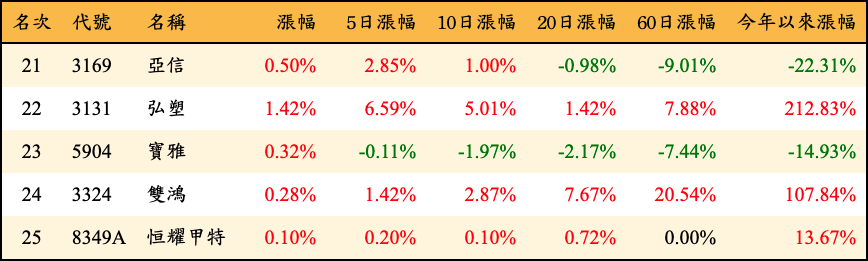 名次 代號 名稱 漲幅 5日漲幅 10日漲幅 20日漲幅 60日漲幅 今年以來漲幅
21 3169 亞信 0.50% 2.85% 1.00% -0.98% -9.01% -22.31%
22 3131 弘塑 1.42% 6.59% 5.01% 1.42% 7.88% 212.83%
23 5904 寶雅 0.32% -0.11% -1.97% -2.17% -7.44% -14.93%
24 3324 雙鴻 0.28% 1.42% 2.87% 7.67% 20.54% 107.84%
25 8349A 恒耀甲特 0.10% 0.20% 0.10% 0.72% 0.00% 13.67%